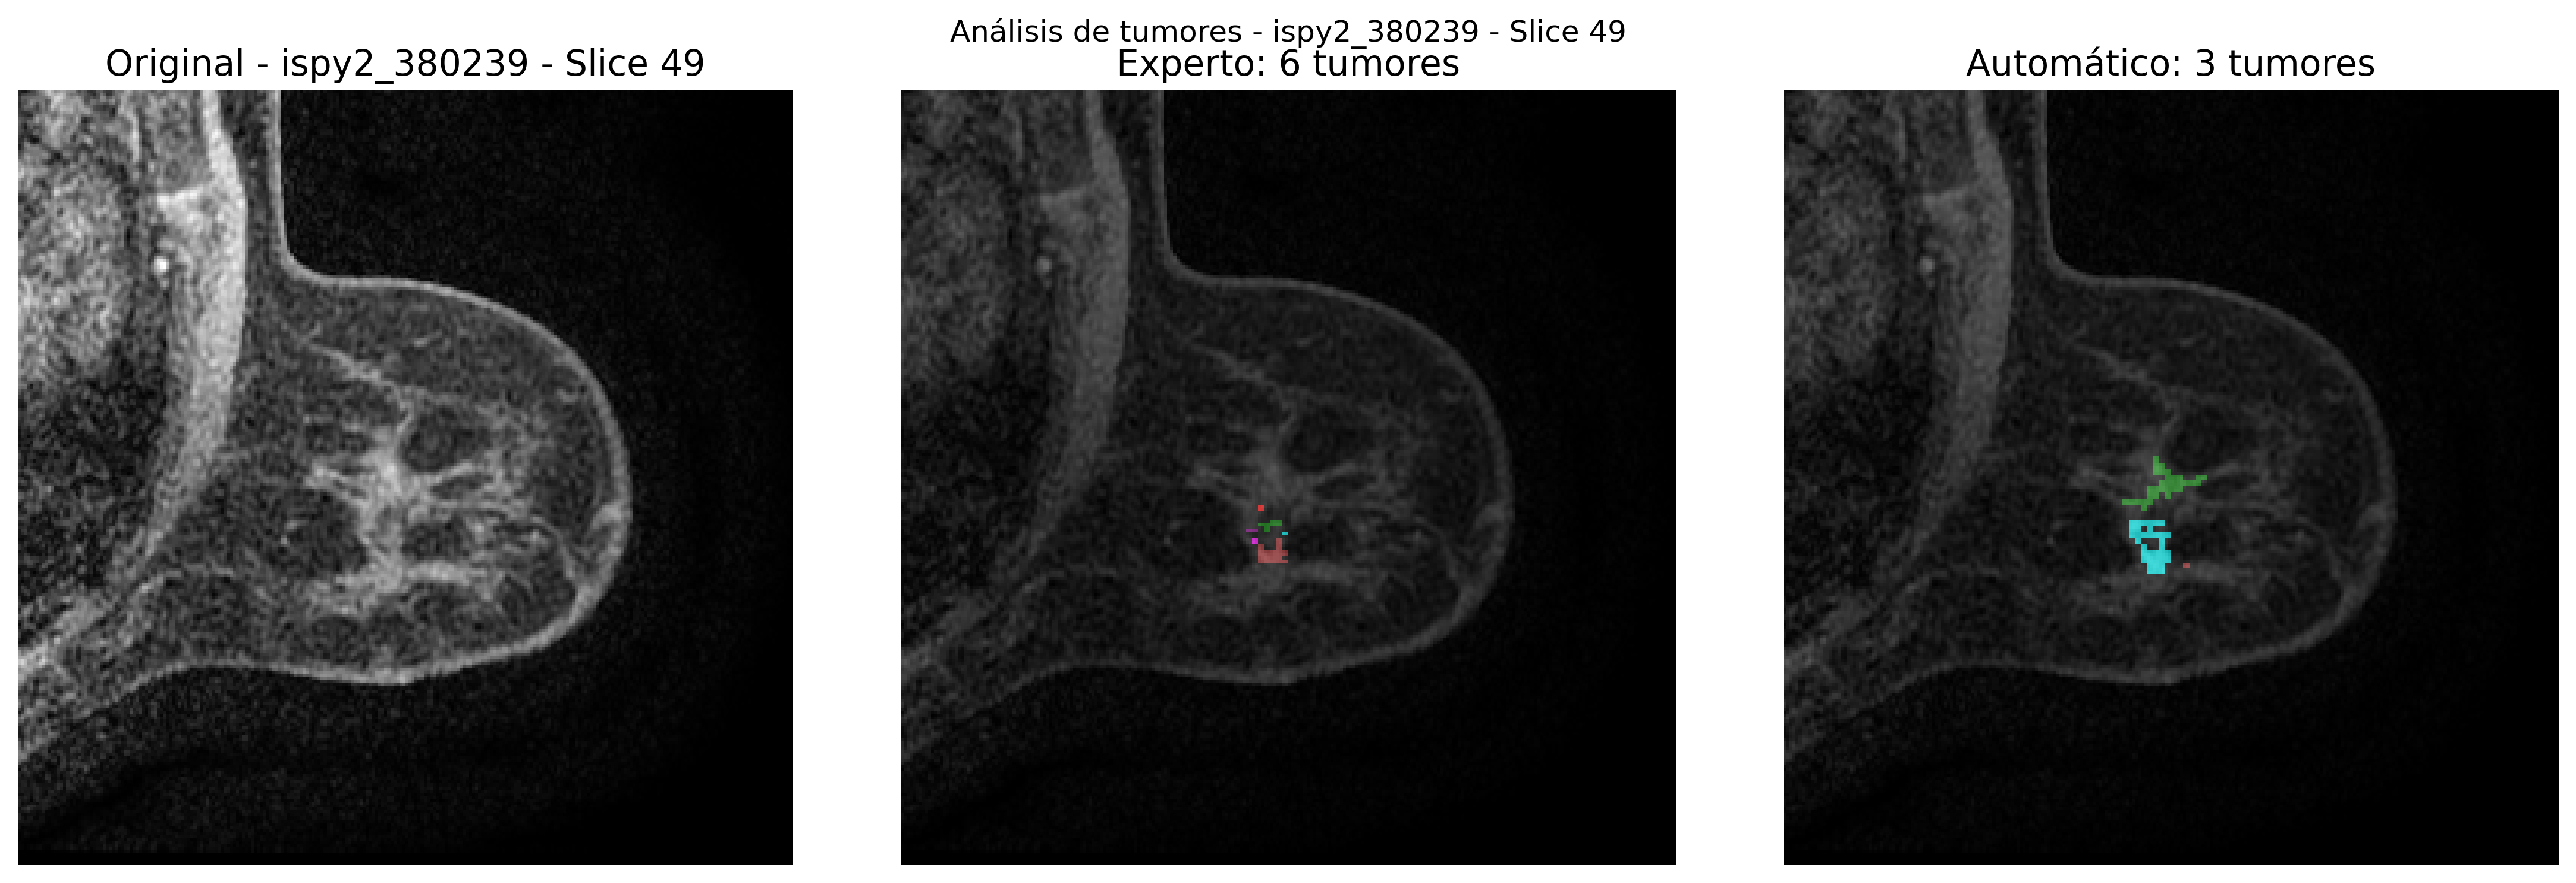 Análisis de tumores - ispy2_380239 - Slice 49
Original - ispy2_380239 - Slice 49
Experto: 6 tumores
Automático: 3 tumores